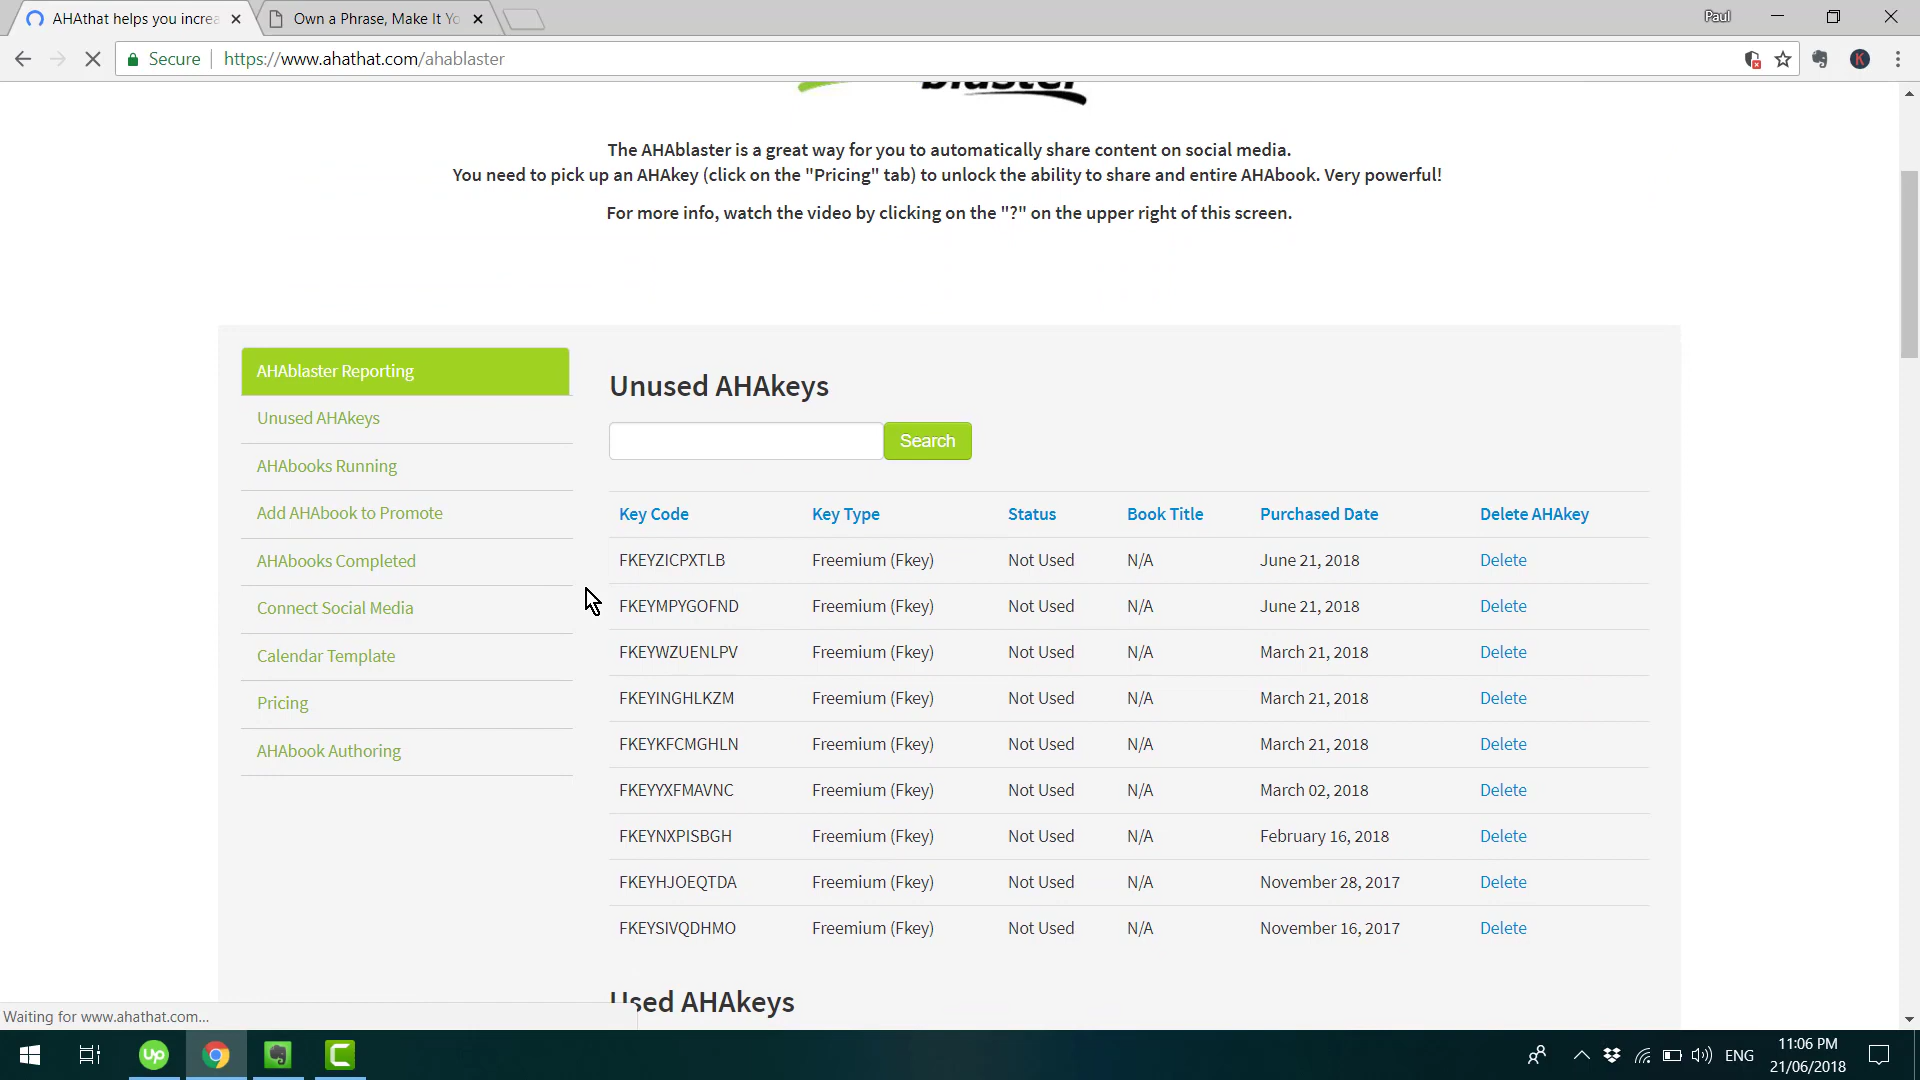 AHAthat helps you increa
Own a Phrase, Make It Yo
Paul
Secure
https://www.ahathat.com/ahablaster
K
blaster
The AHAblaster is a great way for you to automatically share content on social media.
You need to pick up an AHAkey (click on the "Pricing" tab) to unlock the ability to share and entire AHAbook. Very powerful!
For more info, watch the video by clicking on the "?" on the upper right of this screen.
AHAblaster Reporting
Unused AHAkeys
AHAbooks Running
Add AHAbook to Promote
AHAbooks Completed
Connect Social Media
Calendar Template
Pricing
AHAbook Authoring
Unused AHAkeys
Search
Key Code Key Type Status Book Title Purchased Date Delete AHAkey
FKEYZICPXTLB Freemium (Fkey) Not Used N/A June 21, 2018 Delete
FKEYMPYGOFND Freemium (Fkey) Not Used N/A June 21, 2018 Delete
FKEYWZUENLPV Freemium (Fkey) Not Used N/A March 21, 2018 Delete
FKEYINGHLKZM Freemium (Fkey) Not Used N/A March 21, 2018 Delete
FKEYKFCMGHLN Freemium (Fkey) Not Used N/A March 21, 2018 Delete
FKEYYXFMAVNC Freemium (Fkey) Not Used N/A March 02, 2018 Delete
FKEYNXPISBGH Freemium (Fkey) Not Used N/A February 16, 2018 Delete
FKEYHJOEQTDA Freemium (Fkey) Not Used N/A November 28, 2017 Delete
FKEYSIVQDHMO Freemium (Fkey) Not Used N/A November 16, 2017 Delete
Used AHAkeys
Waiting for www.ahathat.com...
Up
C
ENG
11:06 PM
21/06/2018